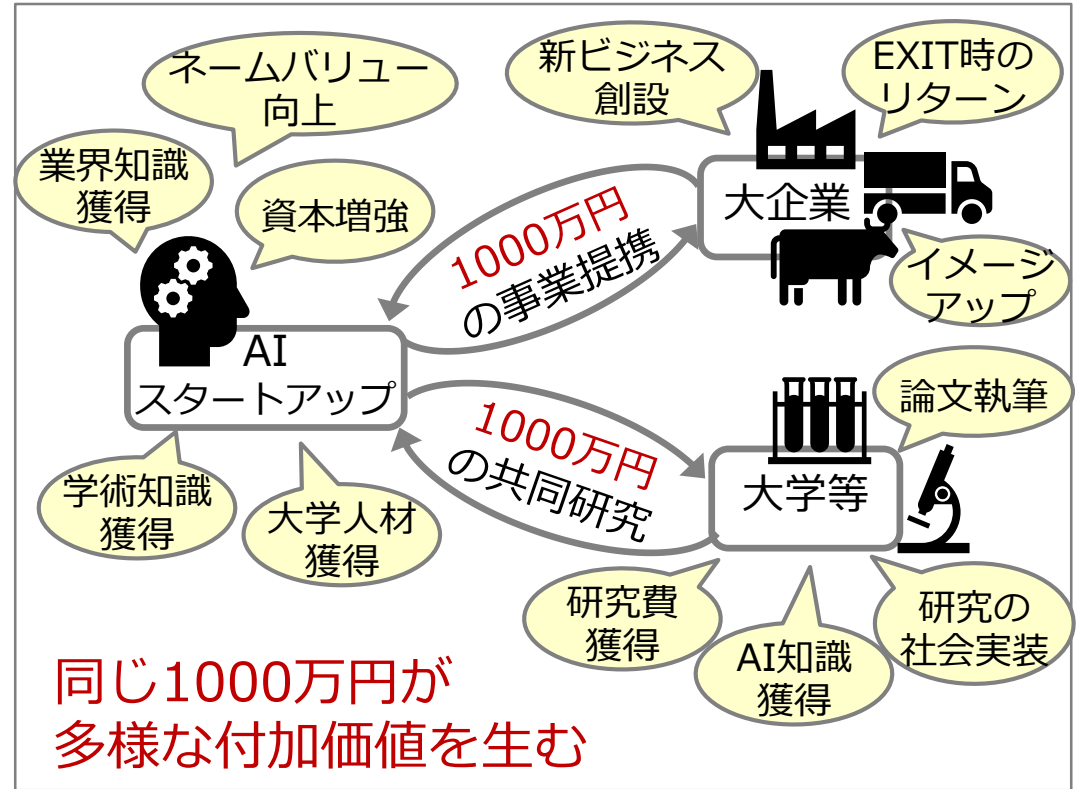 ネームバリュー
向上
新ビジネス
創設
EXIT時の
リターン
業界知識
獲得
資本増強
大企業
1000万円
の事業提携
イメージ
アップ
AI
スタートアップ
論文執筆
1000万円
の共同研究
大学等
学術知識
獲得
大学人材
獲得
研究費
獲得
AI知識
獲得
研究の
社会実装
同じ1000万円が
多様な付加価値を生む